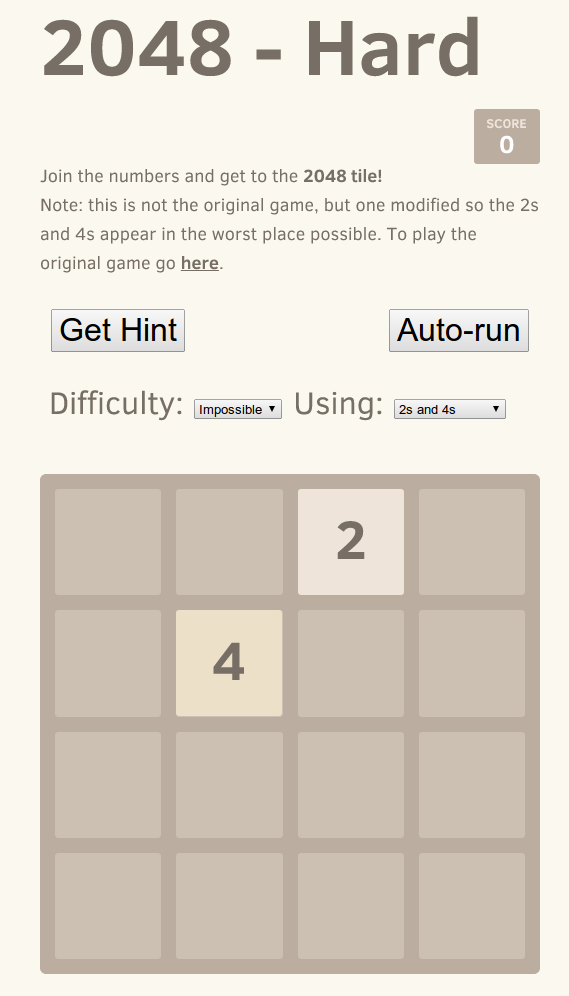 2048 - Hard
SCORE
0
Join the numbers and get to the 2048 tile!
Note: this is not the original game, but one modified so the 2s
and 4s appear in the worst place possible. To play the
original game go here.
Get Hint Auto-run
Difficulty: Impossible Using: 2s and 4s
2
4